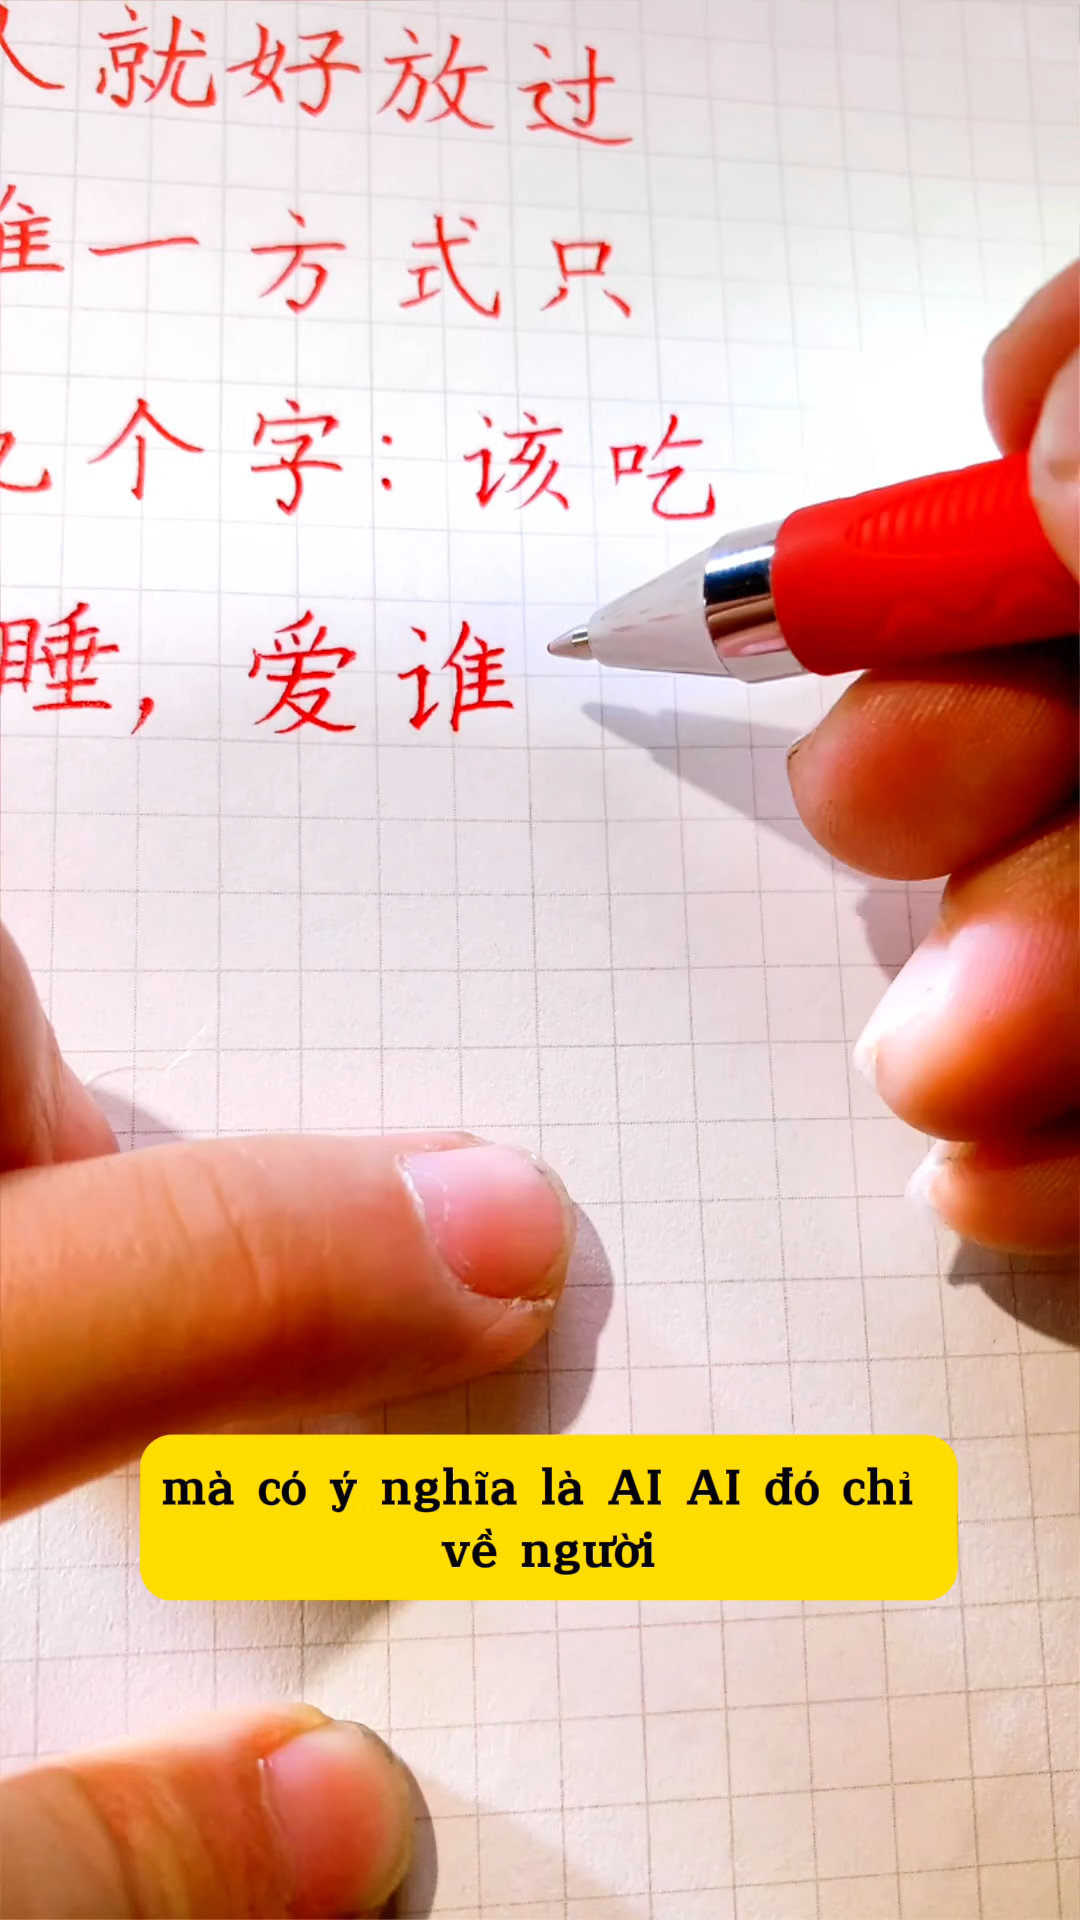 人就好放过
一方式只
个字：该吃
睡，爱谁
mà có ý nghĩa là AI AI đó chỉ
về người